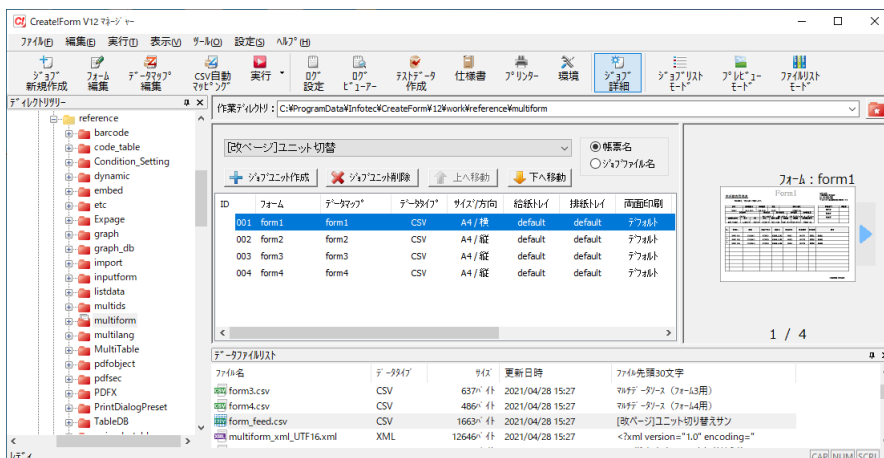 Create!Form V12 ﾏﾈｰｼﾞｬｰ
ﾌｧｲﾙ(F) 編集(E) 実行(T) 表示(V) ﾂｰﾙ(O) 設定(S) ﾍﾙﾌﾟ(H)
ｼﾞｮﾌﾞ 新規作成 ﾌｫｰﾑ 編集 ﾃﾞｰﾀﾏｯﾌﾟ 編集 CSV自動 ﾏｯﾋﾟﾝｸﾞ 実行 ﾛｸﾞ 設定 ﾛｸﾞ ﾋﾞｭｰｱｰ ﾃｽﾄﾃﾞｰﾀ 作成 仕様書 ﾌﾟﾘﾝﾀｰ 環境 ｼﾞｮﾌﾞ 詳細 ｼﾞｮﾌﾞﾘｽﾄ ﾓｰﾄﾞ ﾌﾟﾚﾋﾞｭｰ ﾓｰﾄﾞ ﾌｧｲﾙﾘｽﾄ ﾓｰﾄﾞ
ﾃﾞｨﾚｸﾄﾘﾂﾘｰ
reference
barcode
code_table
Condition_Setting
dynamic
embed
etc
Expage
graph
graph_db
import
inputform
listdata
multids
multiform
multilang
MultiTable
pdfobject
pdfsec
PDFX
PrintDialogPreset
TableDB
作業ﾃﾞｨﾚｸﾄﾘ : C:¥ProgramData¥Infotec¥CreateForm¥12¥work¥reference¥multiform
[改ページ]ユニット切替
帳票名
ｼﾞｮﾌﾞﾌｧｲﾙ名
ｼﾞｮﾌﾞﾕﾆｯﾄ作成 ｼﾞｮﾌﾞﾕﾆｯﾄ削除 上へ移動 下へ移動
ID ﾌｫｰﾑ ﾃﾞｰﾀﾏｯﾌﾟ ﾃﾞｰﾀﾀｲﾌﾟ ｻｲｽﾞ/方向 給紙ﾄﾚｲ 排紙ﾄﾚｲ 両面印刷
001 form1 form1 CSV A4 / 横 default default ﾃﾞﾌｫﾙﾄ
002 form2 form2 CSV A4 / 縦 default default ﾃﾞﾌｫﾙﾄ
003 form3 form3 CSV A4 / 縦 default default ﾃﾞﾌｫﾙﾄ
004 form4 form4 CSV A4 / 縦 default default ﾃﾞﾌｫﾙﾄ
ﾌｫｰﾑ : form1
Form1
1 / 4
ﾃﾞｰﾀﾌｧｲﾙﾘｽﾄ
ﾌｧｲﾙ名 ﾃﾞｰﾀﾀｲﾌﾟ ｻｲｽﾞ 更新日時 ﾌｧｲﾙ先頭30文字
form3.csv CSV 637ﾊﾞｲﾄ 2021/04/28 15:27 ﾏﾙﾁﾃﾞｰﾀｿｰｽ（ﾌｫｰﾑ3用）
form4.csv CSV 486ﾊﾞｲﾄ 2021/04/28 15:27 ﾏﾙﾁﾃﾞｰﾀｿｰｽ（ﾌｫｰﾑ4用）
form_feed.csv CSV 1663ﾊﾞｲﾄ 2021/04/28 15:27 [改ページ]ユニット切り替えサン
multiform_xml_UTF16.xml XML 12646ﾊﾞｲﾄ 2021/04/28 15:27 <?xml version="1.0" encoding="
ﾚﾃﾞｨ
CAP NUM SCRL